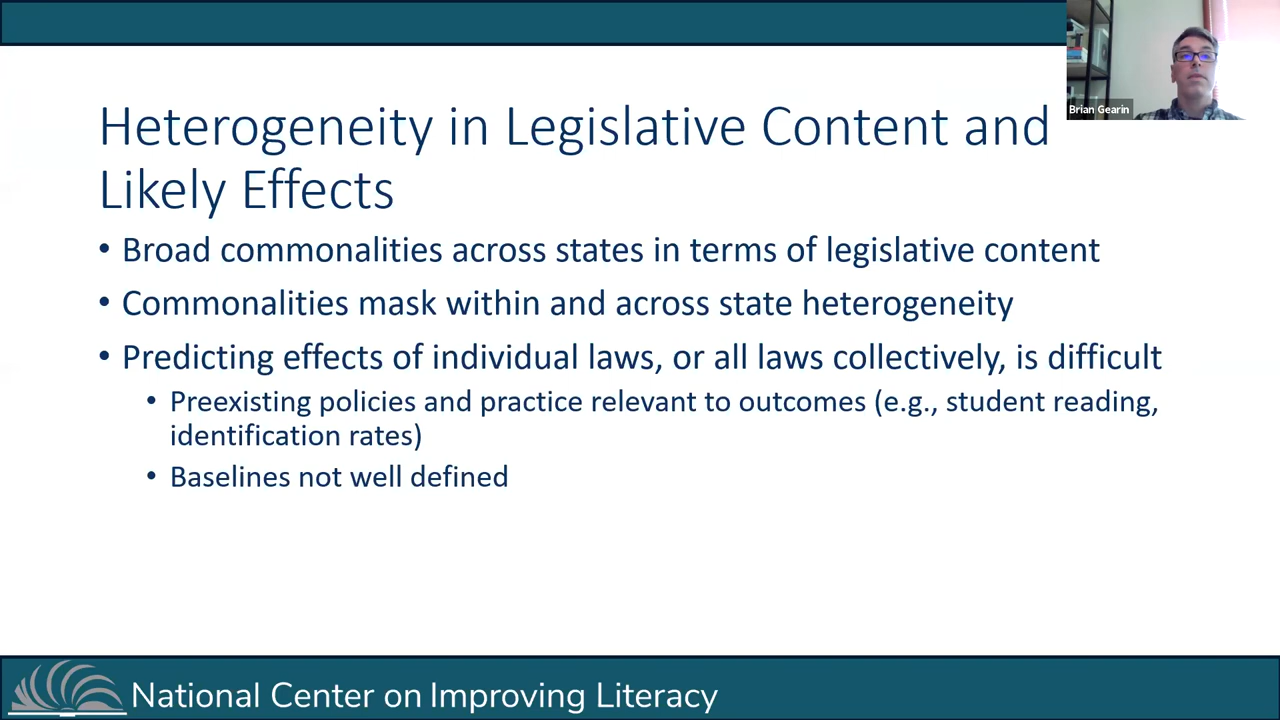 Brian Gearin
Heterogeneity in Legislative Content and
Likely Effects
• Broad commonalities across states in terms of legislative content
• Commonalities mask within and across state heterogeneity
• Predicting effects of individual laws, or all laws collectively, is difficult
• Preexisting policies and practice relevant to outcomes (e.g., student reading,
identification rates)
• Baselines not well defined
National Center on Improving Literacy